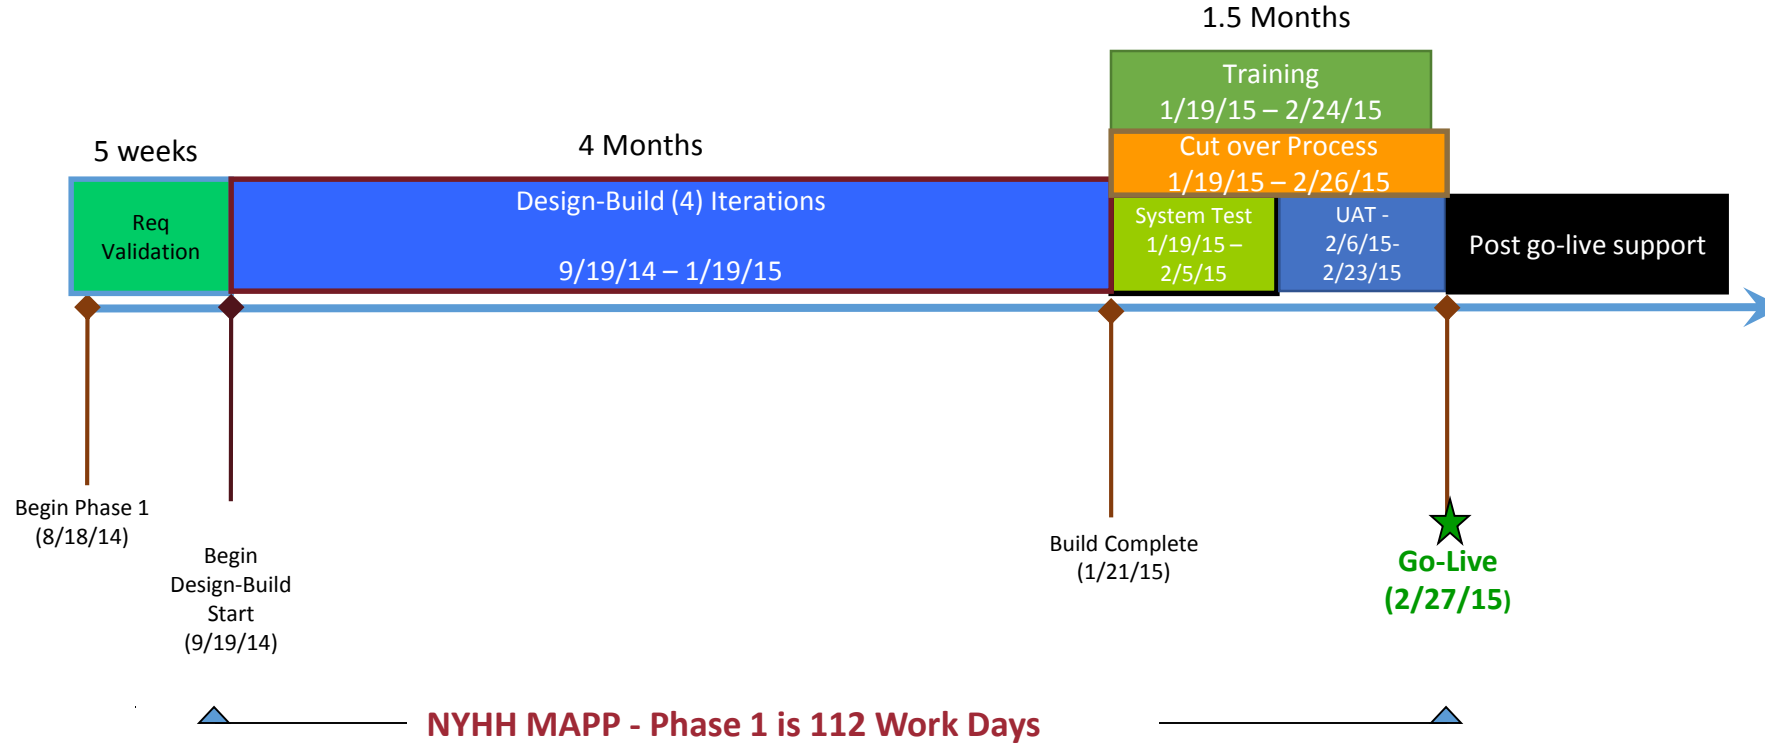 1.5 Months
Training
1/19/15 – 2/24/15
5 weeks
4 Months
Cut over Process
1/19/15 – 2/26/15
Req
Validation
Design-Build (4) Iterations
9/19/14 – 1/19/15
System Test
1/19/15 –
2/5/15
UAT -
2/6/15-
2/23/15
Post go-live support
Begin Phase 1
(8/18/14)
Begin
Design-Build
Start
(9/19/14)
Build Complete
(1/21/15)
Go-Live
(2/27/15)
NYHH MAPP - Phase 1 is 112 Work Days